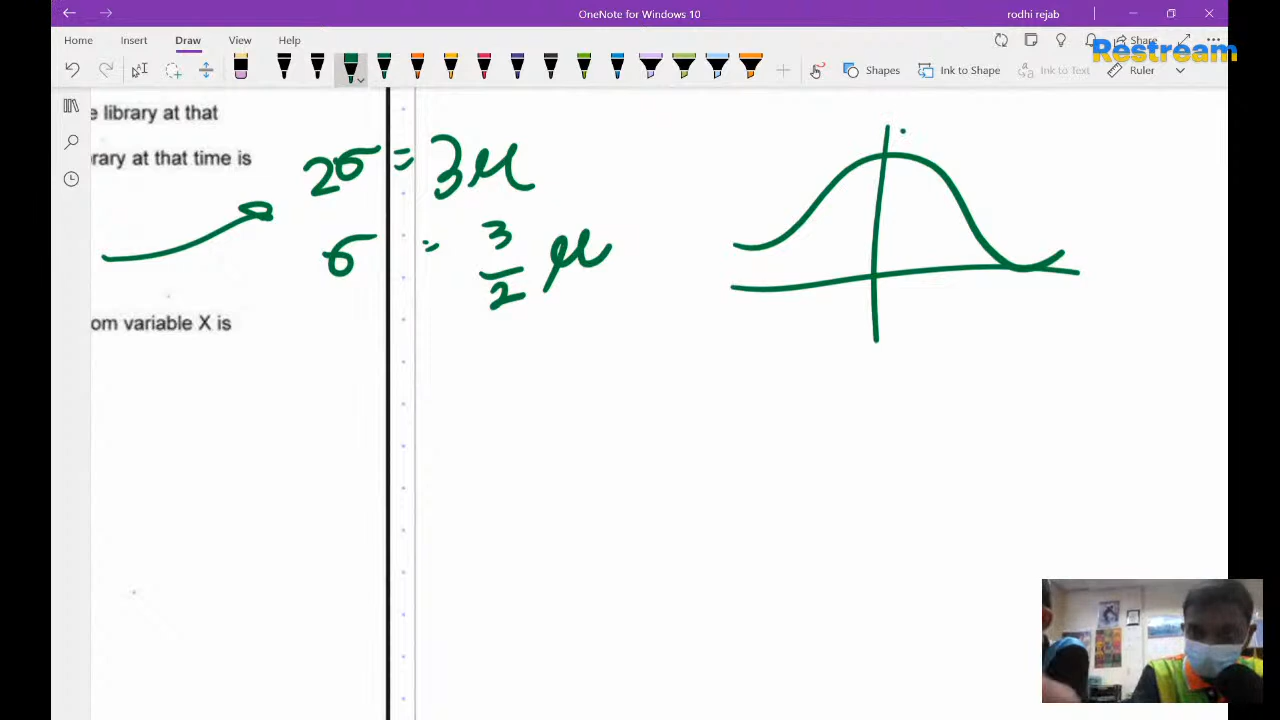 OneNote for Windows 10
rodhi rejab
Home Insert Draw View Help
Share
Restream
Shapes
Ink to Shape
Ink to Text
Ruler
e library at that
rary at that time is
om variable X is
2σ = 3μ
σ = 3/2 μ